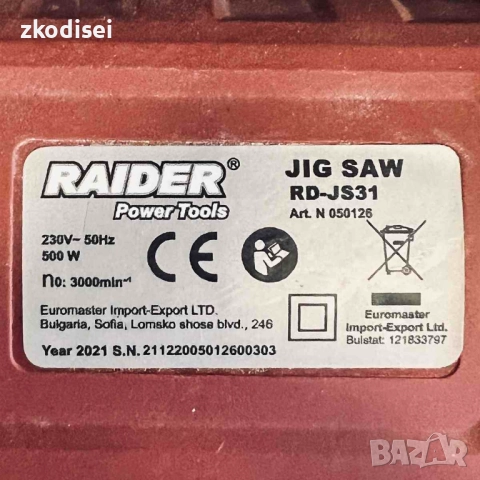 zkodisei
RAIDER®
Power Tools
JIG SAW
RD-JS31
Art. N 050126
230V~ 50Hz
500 W
n0: 3000min⁻¹
CE
Euromaster Import-Export LTD.
Bulgaria, Sofia, Lomsko shose blvd., 246
Year 2021 S.N. 21122005012600303
Euromaster
Import-Export Ltd.
Bulstat: 121833797
BAZAR